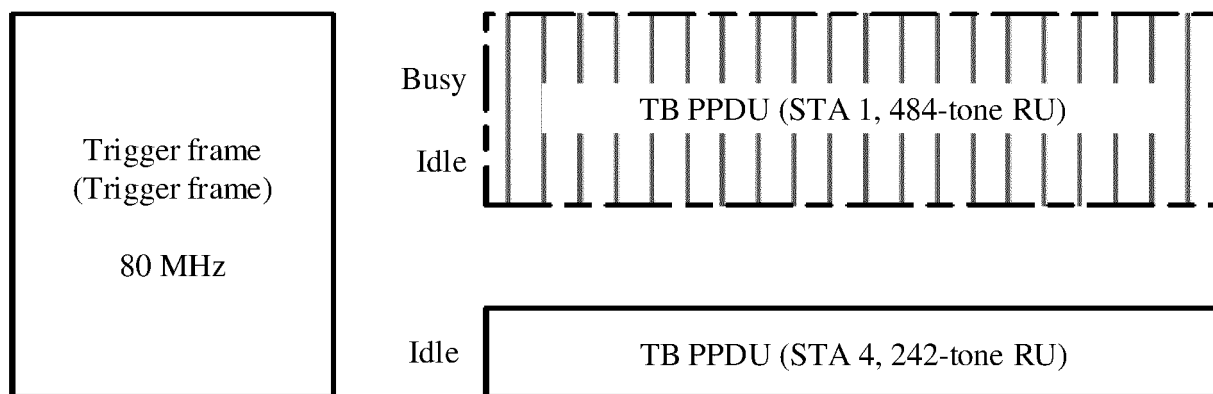 Trigger frame
(Trigger frame)
80 MHz
Busy
TB PPDU (STA 1, 484-tone RU)
Idle
Idle
TB PPDU (STA 4, 242-tone RU)